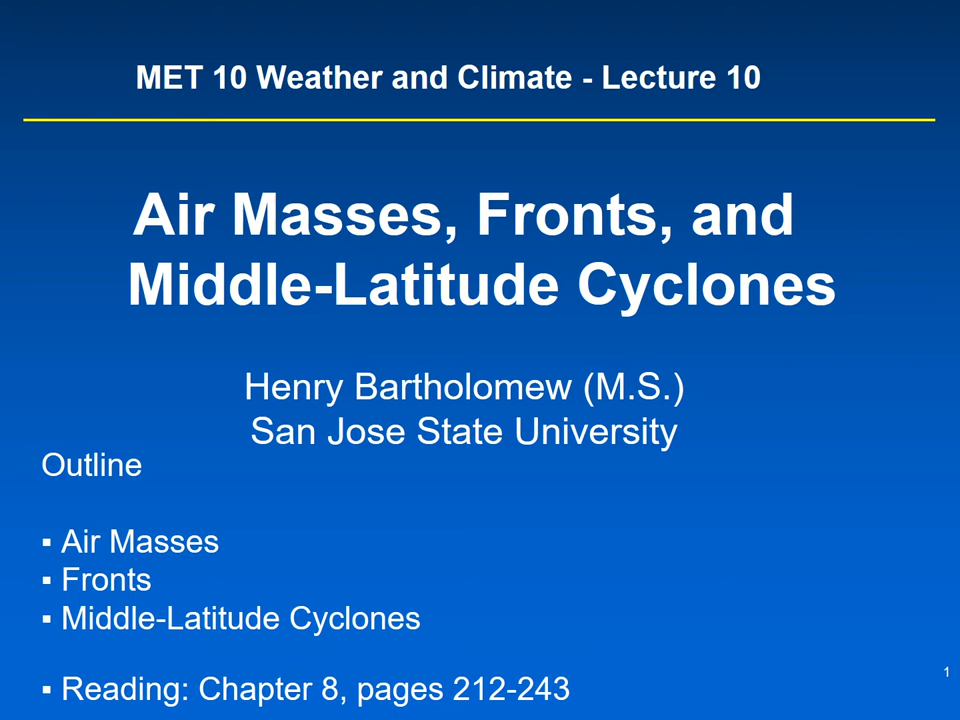 MET 10 Weather and Climate - Lecture 10
Air Masses, Fronts, and
Middle-Latitude Cyclones
Henry Bartholomew (M.S.)
San Jose State University
Outline
▪ Air Masses
▪ Fronts
▪ Middle-Latitude Cyclones
▪ Reading: Chapter 8, pages 212-243
1